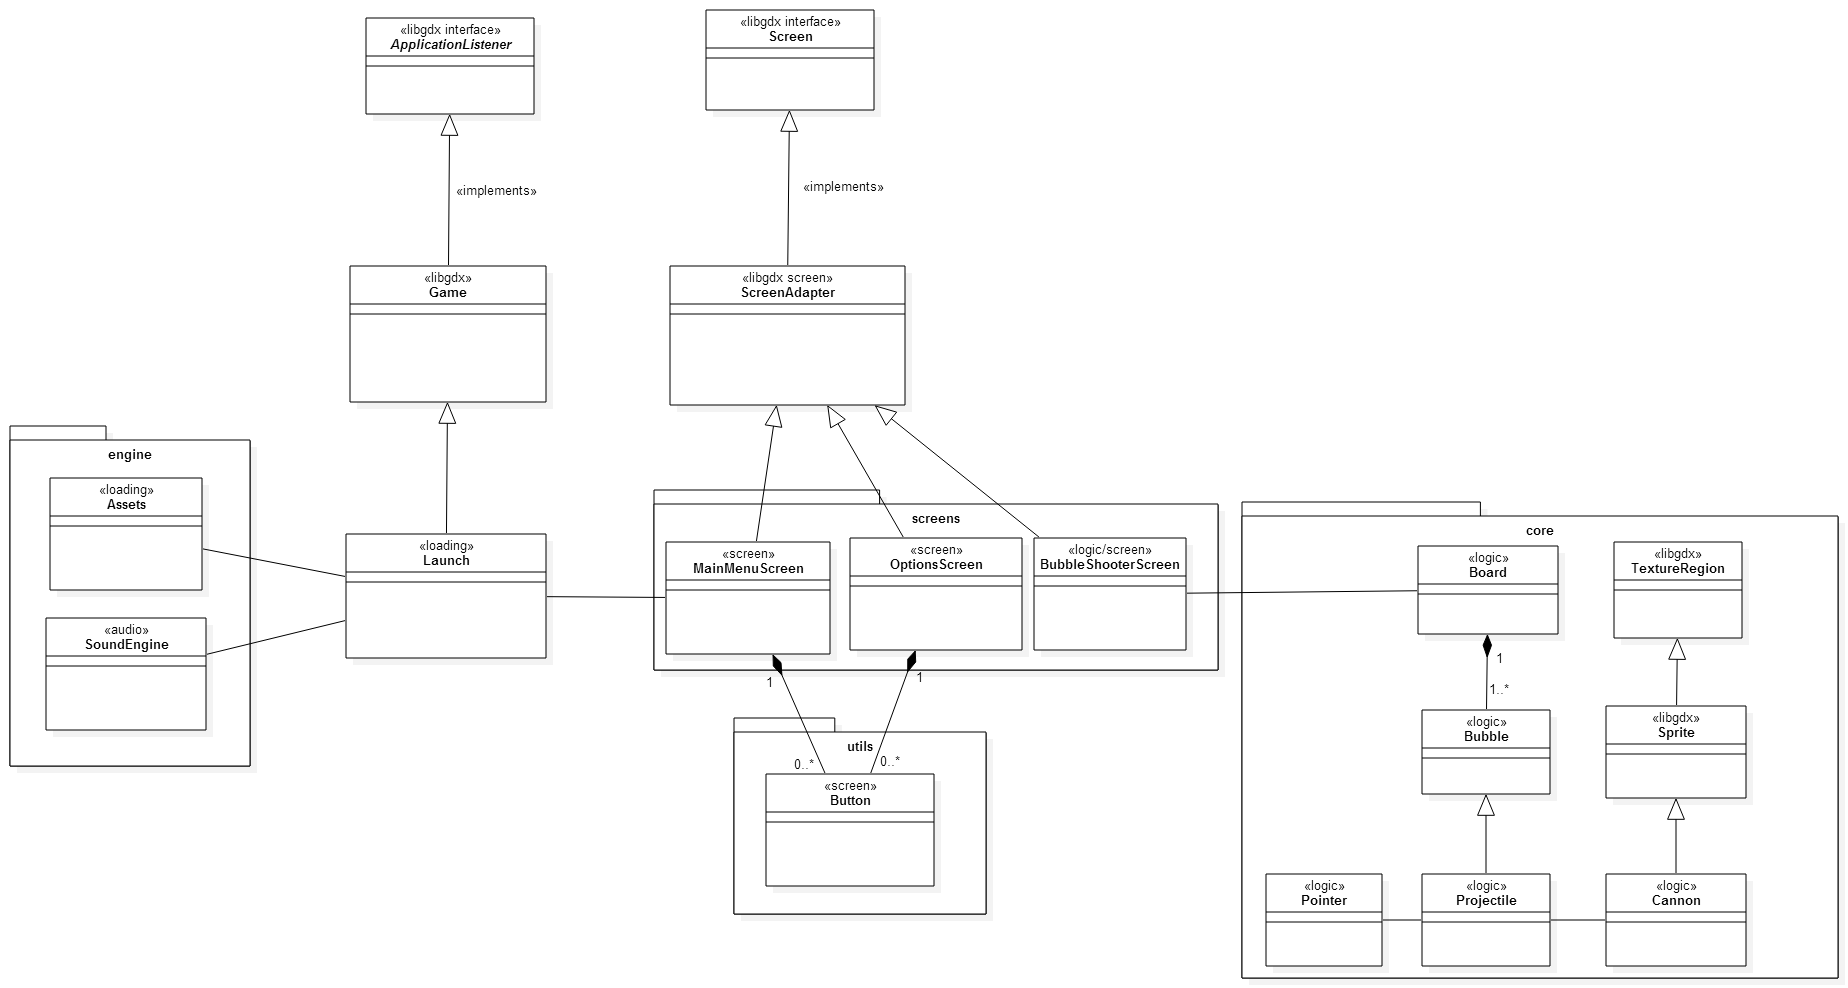 «libgdx interface»
ApplicationListener
«libgdx interface»
Screen
«implements»
«implements»
«libgdx»
Game
«libgdx screen»
ScreenAdapter
engine
«loading»
Assets
«audio»
SoundEngine
«loading»
Launch
screens
«screen»
MainMenuScreen
«screen»
OptionsScreen
«logic/screen»
BubbleShooterScreen
1
1
utils
0..*
0..*
«screen»
Button
core
«logic»
Board
«libgdx»
TextureRegion
1
1..*
«logic»
Bubble
«libgdx»
Sprite
«logic»
Pointer
«logic»
Projectile
«logic»
Cannon